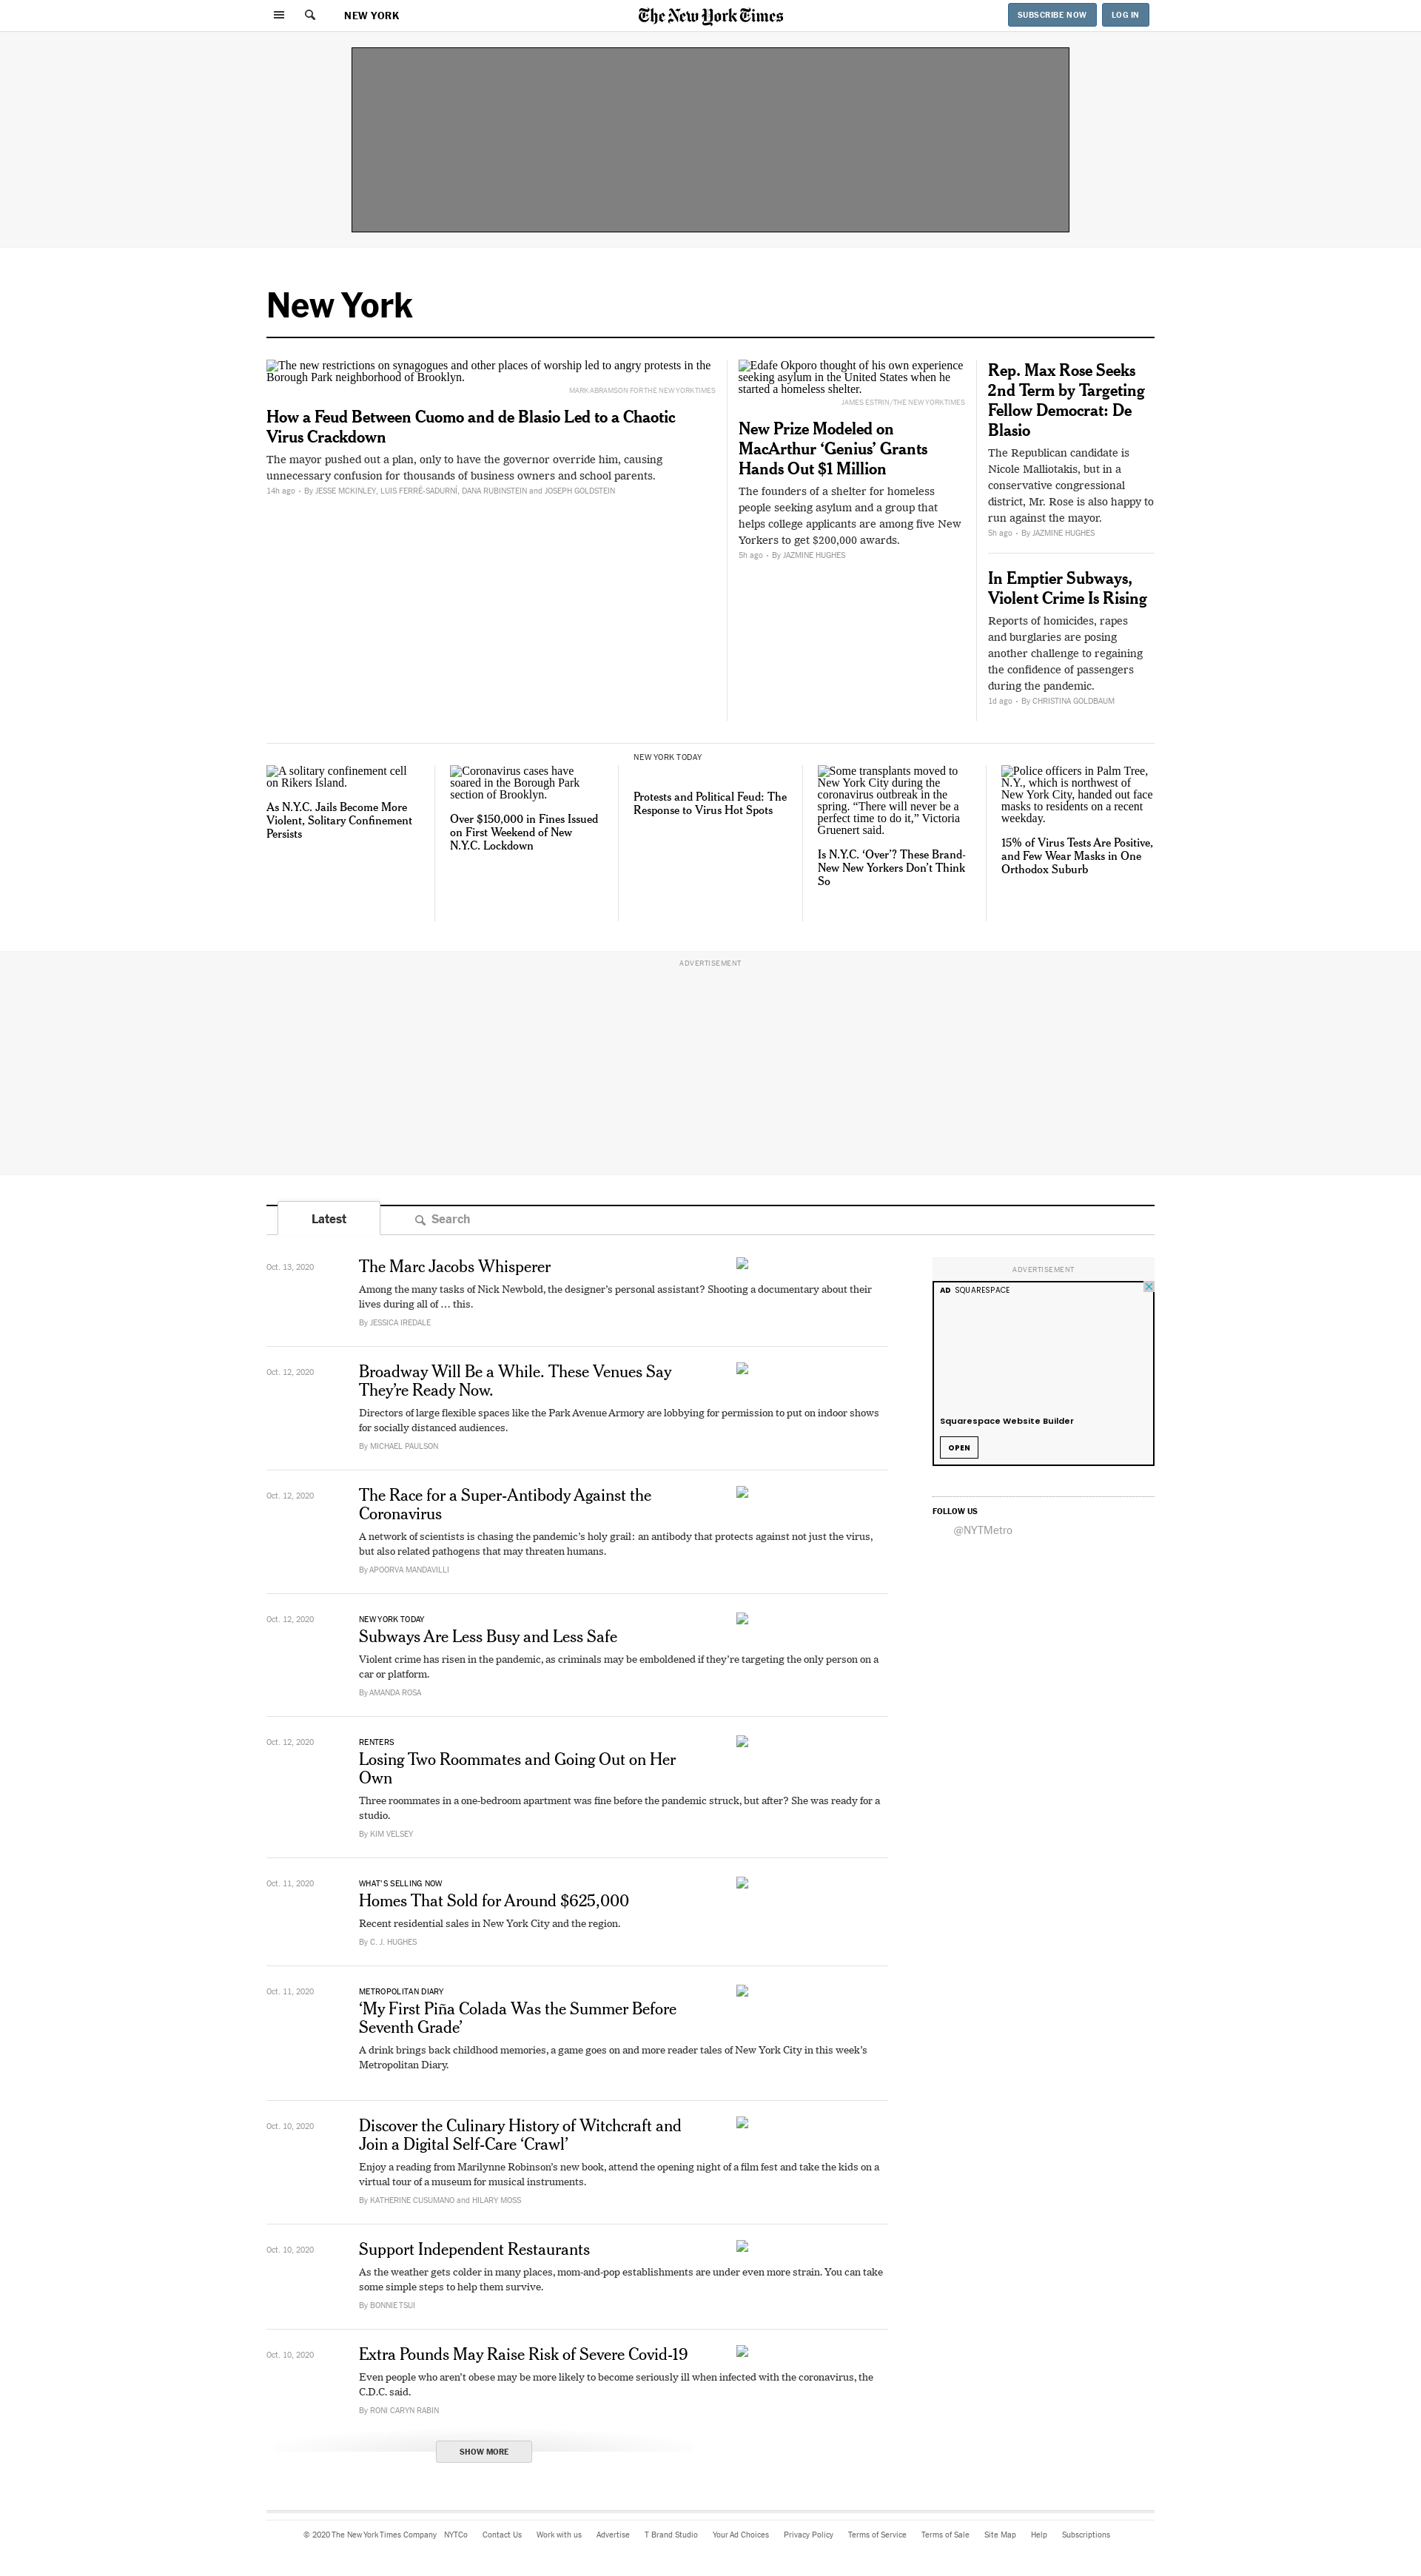 NEW YORK
The New York Times
SUBSCRIBE NOW
LOG IN
New York
The new restrictions on synagogues and other places of worship led to angry protests in the
Borough Park neighborhood of Brooklyn.
MARK ABRAMSON FOR THE NEW YORK TIMES
How a Feud Between Cuomo and de Blasio Led to a Chaotic
Virus Crackdown
The mayor pushed out a plan, only to have the governor override him, causing
unnecessary confusion for thousands of business owners and school parents.
14h ago • By JESSE MCKINLEY, LUIS FERRÉ-SADURNÍ, DANA RUBINSTEIN and JOSEPH GOLDSTEIN
Edafe Okporo thought of his own experience
seeking asylum in the United States when he
started a homeless shelter.
JAMES ESTRIN/THE NEW YORK TIMES
New Prize Modeled on
MacArthur ‘Genius’ Grants
Hands Out $1 Million
The founders of a shelter for homeless
people seeking asylum and a group that
helps college applicants are among five New
Yorkers to get $200,000 awards.
5h ago • By JAZMINE HUGHES
Rep. Max Rose Seeks
2nd Term by Targeting
Fellow Democrat: De
Blasio
The Republican candidate is
Nicole Malliotakis, but in a
conservative congressional
district, Mr. Rose is also happy to
run against the mayor.
5h ago • By JAZMINE HUGHES
In Emptier Subways,
Violent Crime Is Rising
Reports of homicides, rapes
and burglaries are posing
another challenge to regaining
the confidence of passengers
during the pandemic.
1d ago • By CHRISTINA GOLDBAUM
A solitary confinement cell
on Rikers Island.
As N.Y.C. Jails Become More
Violent, Solitary Confinement
Persists
Coronavirus cases have
soared in the Borough Park
section of Brooklyn.
Over $150,000 in Fines Issued
on First Weekend of New
N.Y.C. Lockdown
NEW YORK TODAY
Protests and Political Feud: The
Response to Virus Hot Spots
Some transplants moved to
New York City during the
coronavirus outbreak in the
spring. “There will never be a
perfect time to do it,” Victoria
Gruenert said.
Is N.Y.C. ‘Over’? These Brand-
New New Yorkers Don’t Think
So
Police officers in Palm Tree,
N.Y., which is northwest of
New York City, handed out face
masks to residents on a recent
weekday.
15% of Virus Tests Are Positive,
and Few Wear Masks in One
Orthodox Suburb
ADVERTISEMENT
Latest
Search
Oct. 13, 2020
The Marc Jacobs Whisperer
Among the many tasks of Nick Newbold, the designer’s personal assistant? Shooting a documentary about their
lives during all of … this.
By JESSICA IREDALE
Oct. 12, 2020
Broadway Will Be a While. These Venues Say
They’re Ready Now.
Directors of large flexible spaces like the Park Avenue Armory are lobbying for permission to put on indoor shows
for socially distanced audiences.
By MICHAEL PAULSON
Oct. 12, 2020
The Race for a Super-Antibody Against the
Coronavirus
A network of scientists is chasing the pandemic’s holy grail: an antibody that protects against not just the virus,
but also related pathogens that may threaten humans.
By APOORVA MANDAVILLI
Oct. 12, 2020
NEW YORK TODAY
Subways Are Less Busy and Less Safe
Violent crime has risen in the pandemic, as criminals may be emboldened if they’re targeting the only person on a
car or platform.
By AMANDA ROSA
Oct. 12, 2020
RENTERS
Losing Two Roommates and Going Out on Her
Own
Three roommates in a one-bedroom apartment was fine before the pandemic struck, but after? She was ready for a
studio.
By KIM VELSEY
Oct. 11, 2020
WHAT’S SELLING NOW
Homes That Sold for Around $625,000
Recent residential sales in New York City and the region.
By C. J. HUGHES
Oct. 11, 2020
METROPOLITAN DIARY
‘My First Piña Colada Was the Summer Before
Seventh Grade’
A drink brings back childhood memories, a game goes on and more reader tales of New York City in this week’s
Metropolitan Diary.
Oct. 10, 2020
Discover the Culinary History of Witchcraft and
Join a Digital Self-Care ‘Crawl’
Enjoy a reading from Marilynne Robinson’s new book, attend the opening night of a film fest and take the kids on a
virtual tour of a museum for musical instruments.
By KATHERINE CUSUMANO and HILARY MOSS
Oct. 10, 2020
Support Independent Restaurants
As the weather gets colder in many places, mom-and-pop establishments are under even more strain. You can take
some simple steps to help them survive.
By BONNIE TSUI
Oct. 10, 2020
Extra Pounds May Raise Risk of Severe Covid-19
Even people who aren’t obese may be more likely to become seriously ill when infected with the coronavirus, the
C.D.C. said.
By RONI CARYN RABIN
SHOW MORE
ADVERTISEMENT
AD SQUARESPACE
Squarespace Website Builder
OPEN
FOLLOW US
@NYTMetro
© 2020 The New York Times Company NYTCo Contact Us Work with us Advertise T Brand Studio Your Ad Choices Privacy Policy Terms of Service Terms of Sale Site Map Help Subscriptions